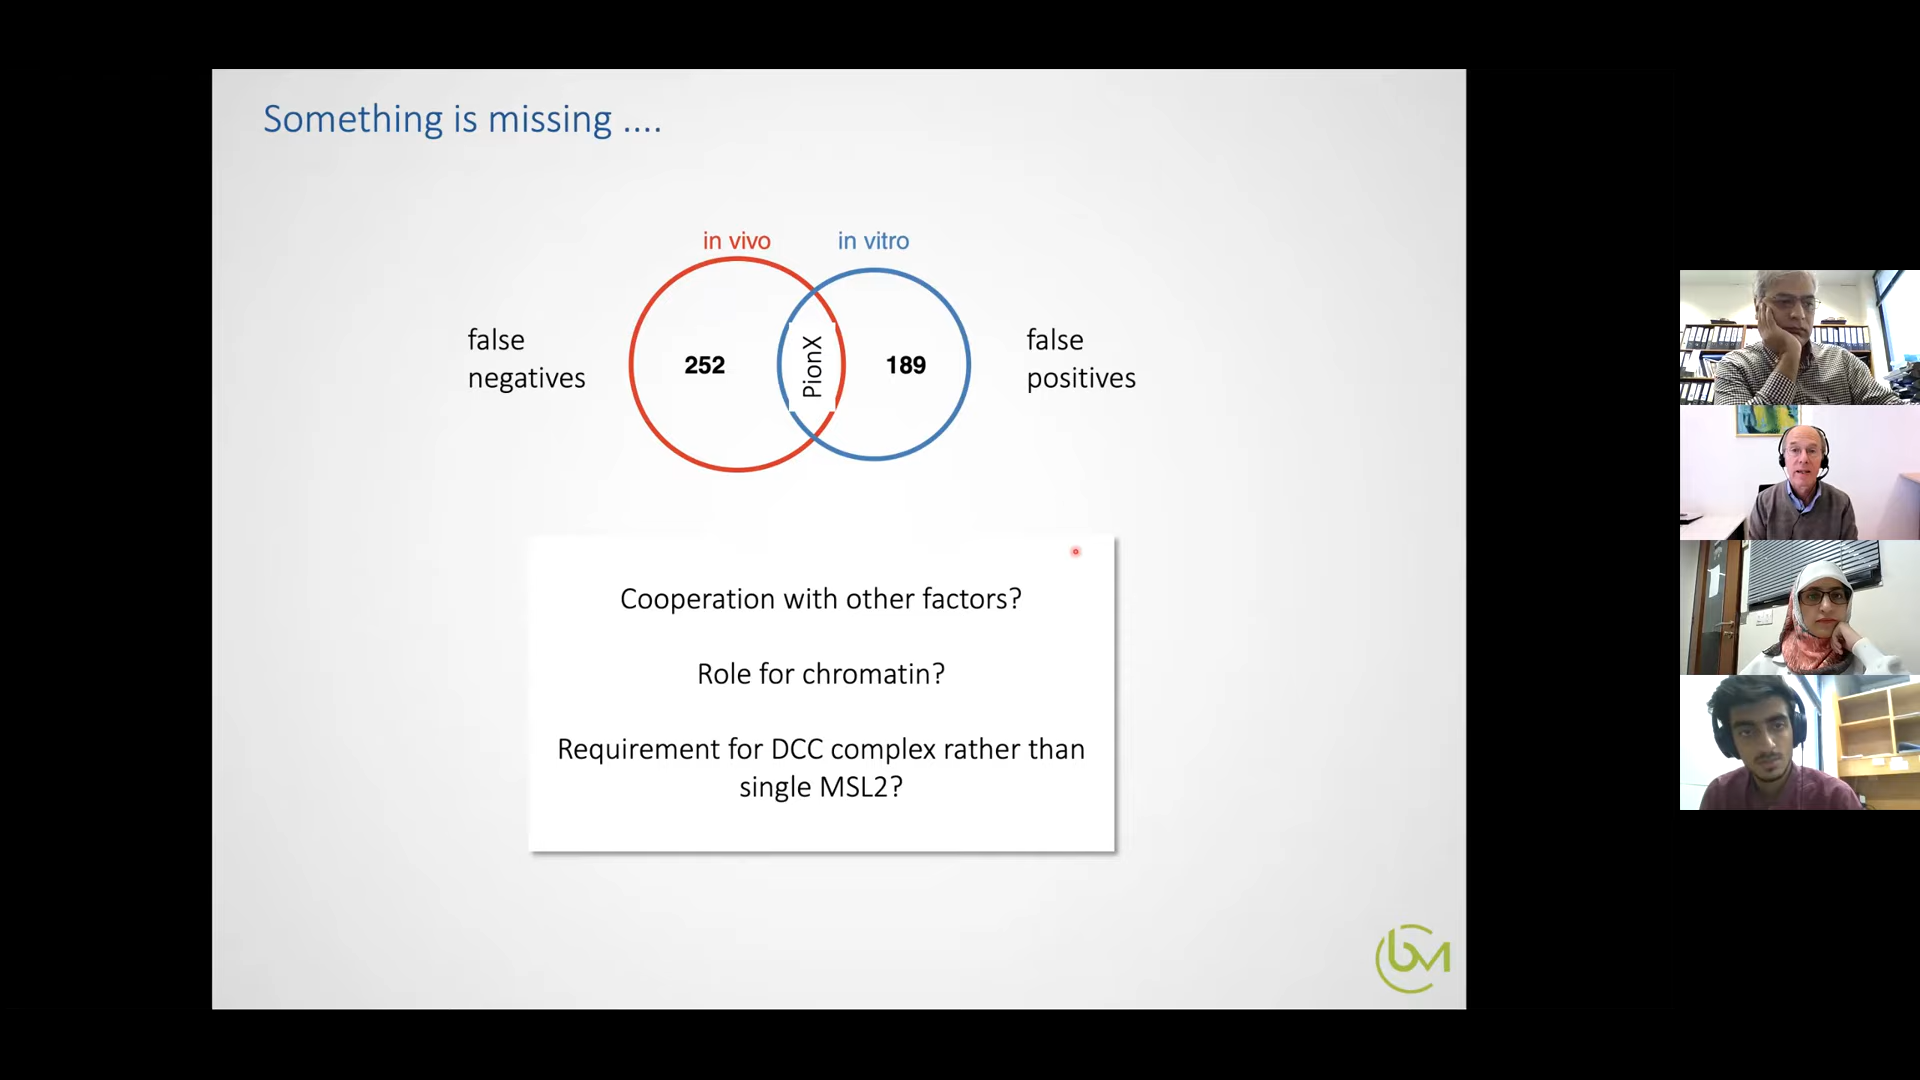 Something is missing ....
in vivo
in vitro
false
negatives
252
PionX
189
false
positives
Cooperation with other factors?
Role for chromatin?
Requirement for DCC complex rather than
single MSL2?
bM